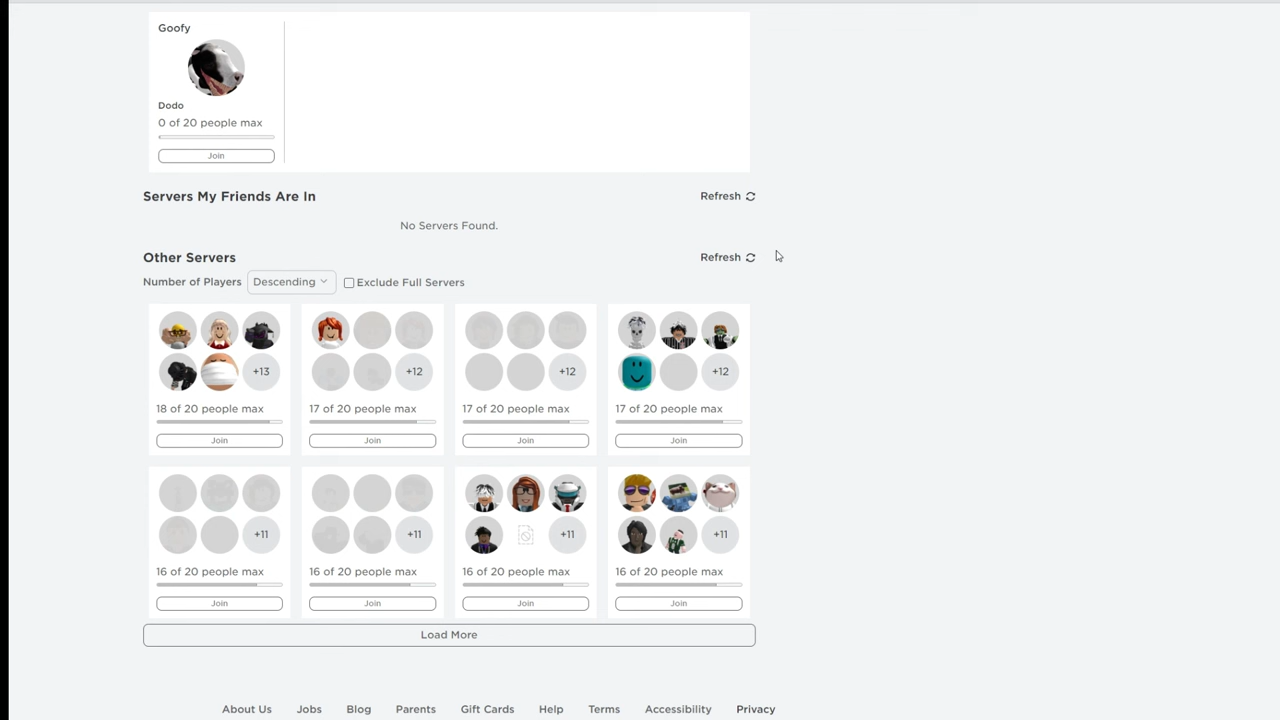 Goofy
Dodo
0 of 20 people max
Join
Servers My Friends Are In
Refresh
No Servers Found.
Other Servers
Refresh
Number of Players Descending Exclude Full Servers
+13 +12 +12 +12
18 of 20 people max 17 of 20 people max 17 of 20 people max 17 of 20 people max
Join Join Join Join
+11 +11 +11 +11
16 of 20 people max 16 of 20 people max 16 of 20 people max 16 of 20 people max
Join Join Join Join
Load More
About Us Jobs Blog Parents Gift Cards Help Terms Accessibility Privacy